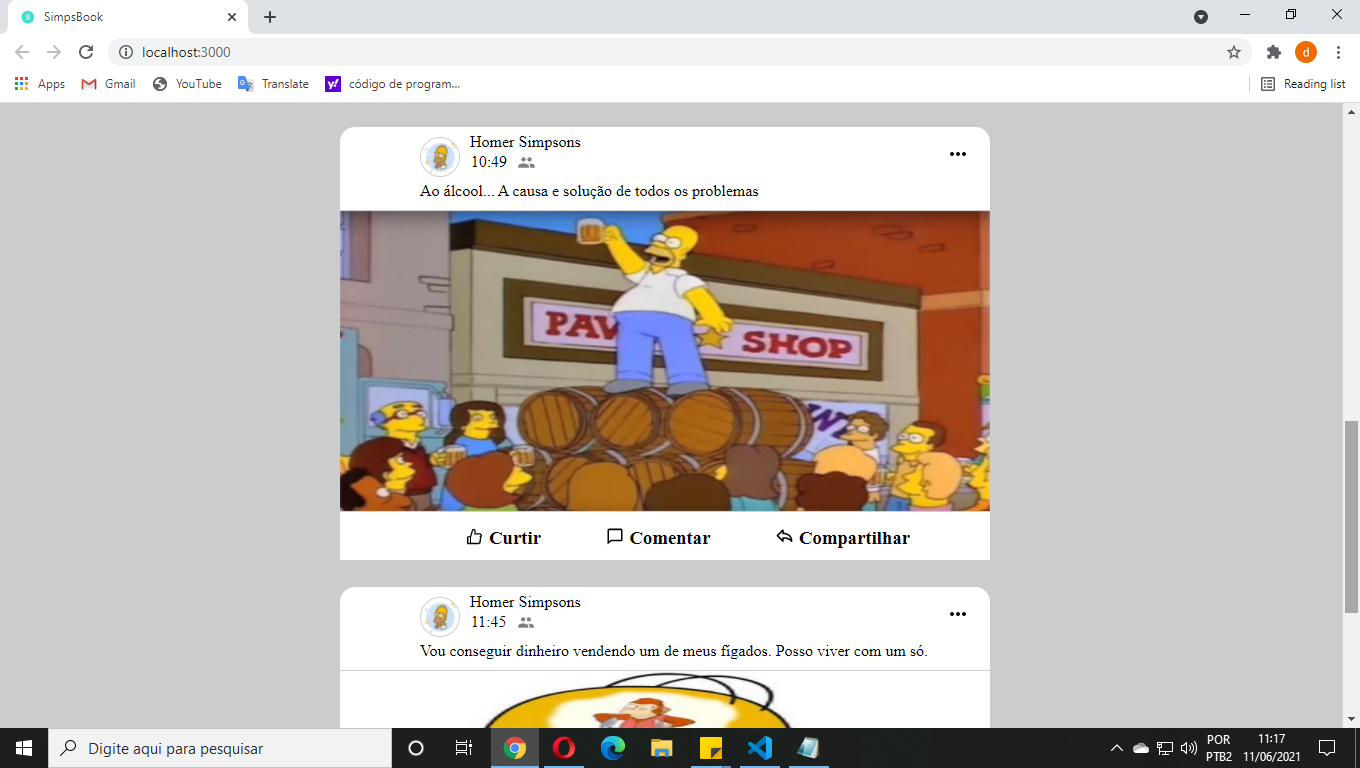 SimpsBook
localhost:3000
d
Apps
Gmail
YouTube
Translate
código de program...
Reading list
Homer Simpsons
10:49
Ao álcool... A causa e solução de todos os problemas
PAW SHOP
Curtir
Comentar
Compartilhar
Homer Simpsons
11:45
Vou conseguir dinheiro vendendo um de meus fígados. Posso viver com um só.
Digite aqui para pesquisar
POR
PTB2
11:17
11/06/2021